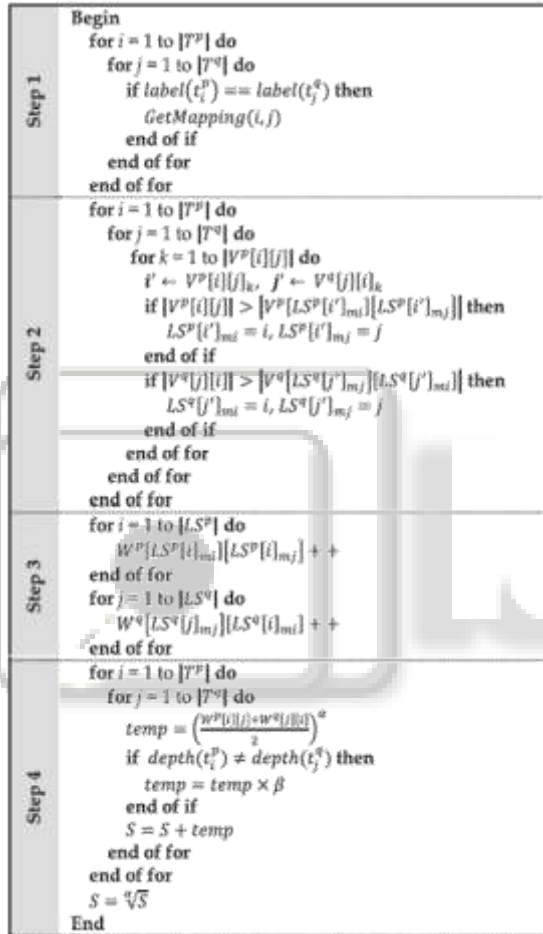 Step 1
Begin
for i = 1 to |Tᵖ| do
for j = 1 to |T^q| do
if label(t_i^p) == label(t_j^q) then
GetMapping(i, j)
end of if
end of for
end of for
Step 2
for i = 1 to |T^p| do
for j = 1 to |T^q| do
for k = 1 to |V^p[i][j]| do
i' ← V^p[i][j]_k, j' ← V^q[j][i]_k
if |V^p[i][j]| > |V^p[LS^p[i']_mi][LS^p[i']_mj]| then
LS^p[i']_mi = i, LS^p[i']_mj = j
end of if
if |V^q[j][i]| > |V^q[LS^q[j']_mj][LS^q[j']_mi]| then
LS^q[j']_mi = i, LS^q[j']_mj = j
end of if
end of for
end of for
end of for
Step 3
for i = 1 to |LS^p| do
W^p[LS^p[i]_mi][LS^p[i]_mj] + +
end of for
for j = 1 to |LS^q| do
W^q[LS^q[j]_mj][LS^q[i]_mi] + +
end of for
Step 4
for i = 1 to |T^p| do
for j = 1 to |T^q| do
temp = ((W^p[i][j]+W^q[j][i])/2)^α
if depth(t_i^p) ≠ depth(t_j^q) then
temp = temp × β
end of if
S = S + temp
end of for
end of for
S = ᵅ√S
End